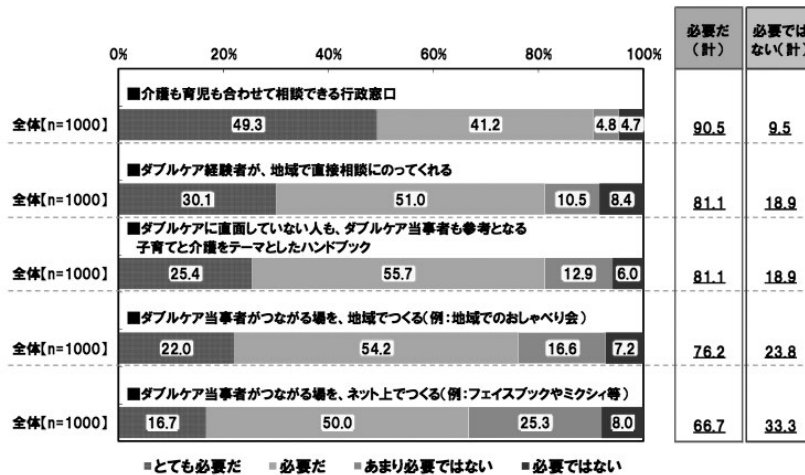 必要だ
（計）
必要では
ない（計）
0% 20% 40% 60% 80% 100%
■介護も育児も合わせて相談できる行政窓口
全体【n=1000】 49.3 41.2 4.8 4.7 90.5 9.5
■ダブルケア経験者が、地域で直接相談にのってくれる
全体【n=1000】 30.1 51.0 10.5 8.4 81.1 18.9
■ダブルケアに直面していない人も、ダブルケア当事者も参考となる
子育てと介護をテーマとしたハンドブック
全体【n=1000】 25.4 55.7 12.9 6.0 81.1 18.9
■ダブルケア当事者がつながる場を、地域でつくる（例：地域でのおしゃべり会）
全体【n=1000】 22.0 54.2 16.6 7.2 76.2 23.8
■ダブルケア当事者がつながる場を、ネット上でつくる（例：フェイスブックやミクシィ等）
全体【n=1000】 16.7 50.0 25.3 8.0 66.7 33.3
■とても必要だ ■必要だ ■あまり必要ではない ■必要ではない